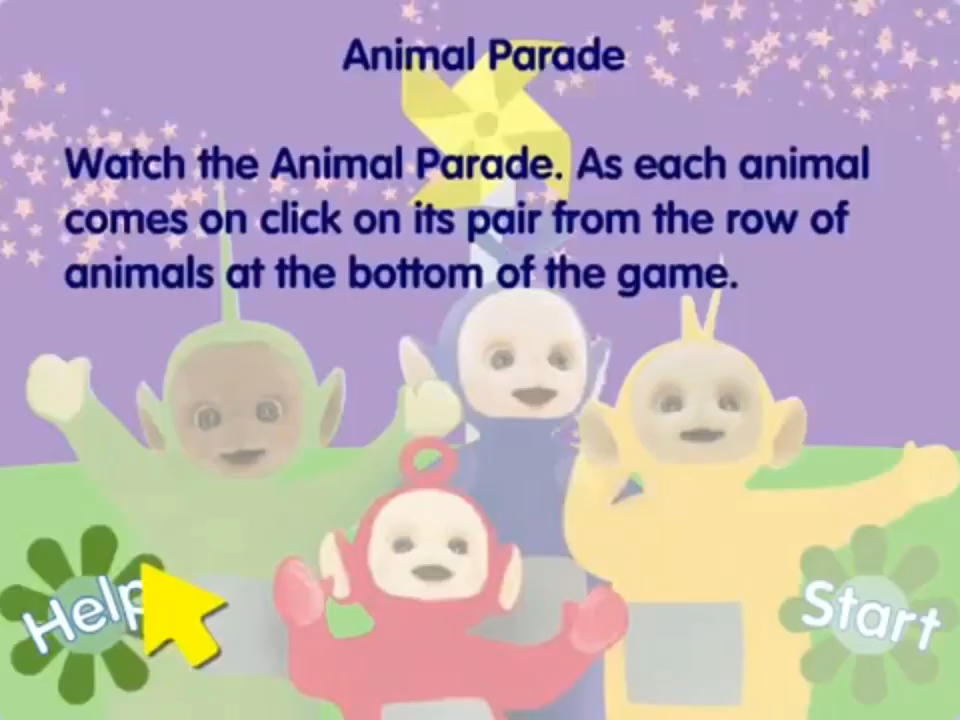 Animal Parade
Watch the Animal Parade. As each animal
comes on click on its pair from the row of
animals at the bottom of the game.
Help
Start